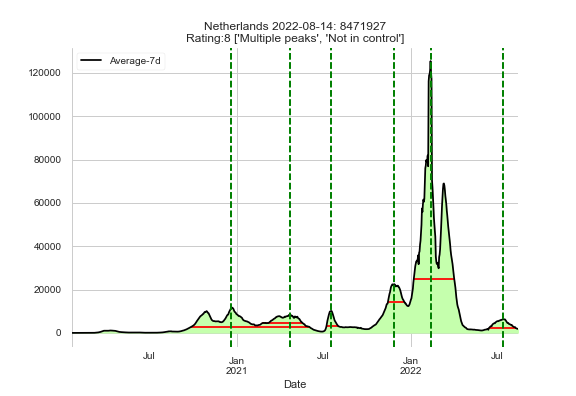 Netherlands 2022-08-14: 8471927
Rating:8 ['Multiple peaks', 'Not in control']
Average-7d
120000
100000
80000
60000
40000
20000
0
Jul
Jan
2021
Jul
Jan
2022
Jul
Date